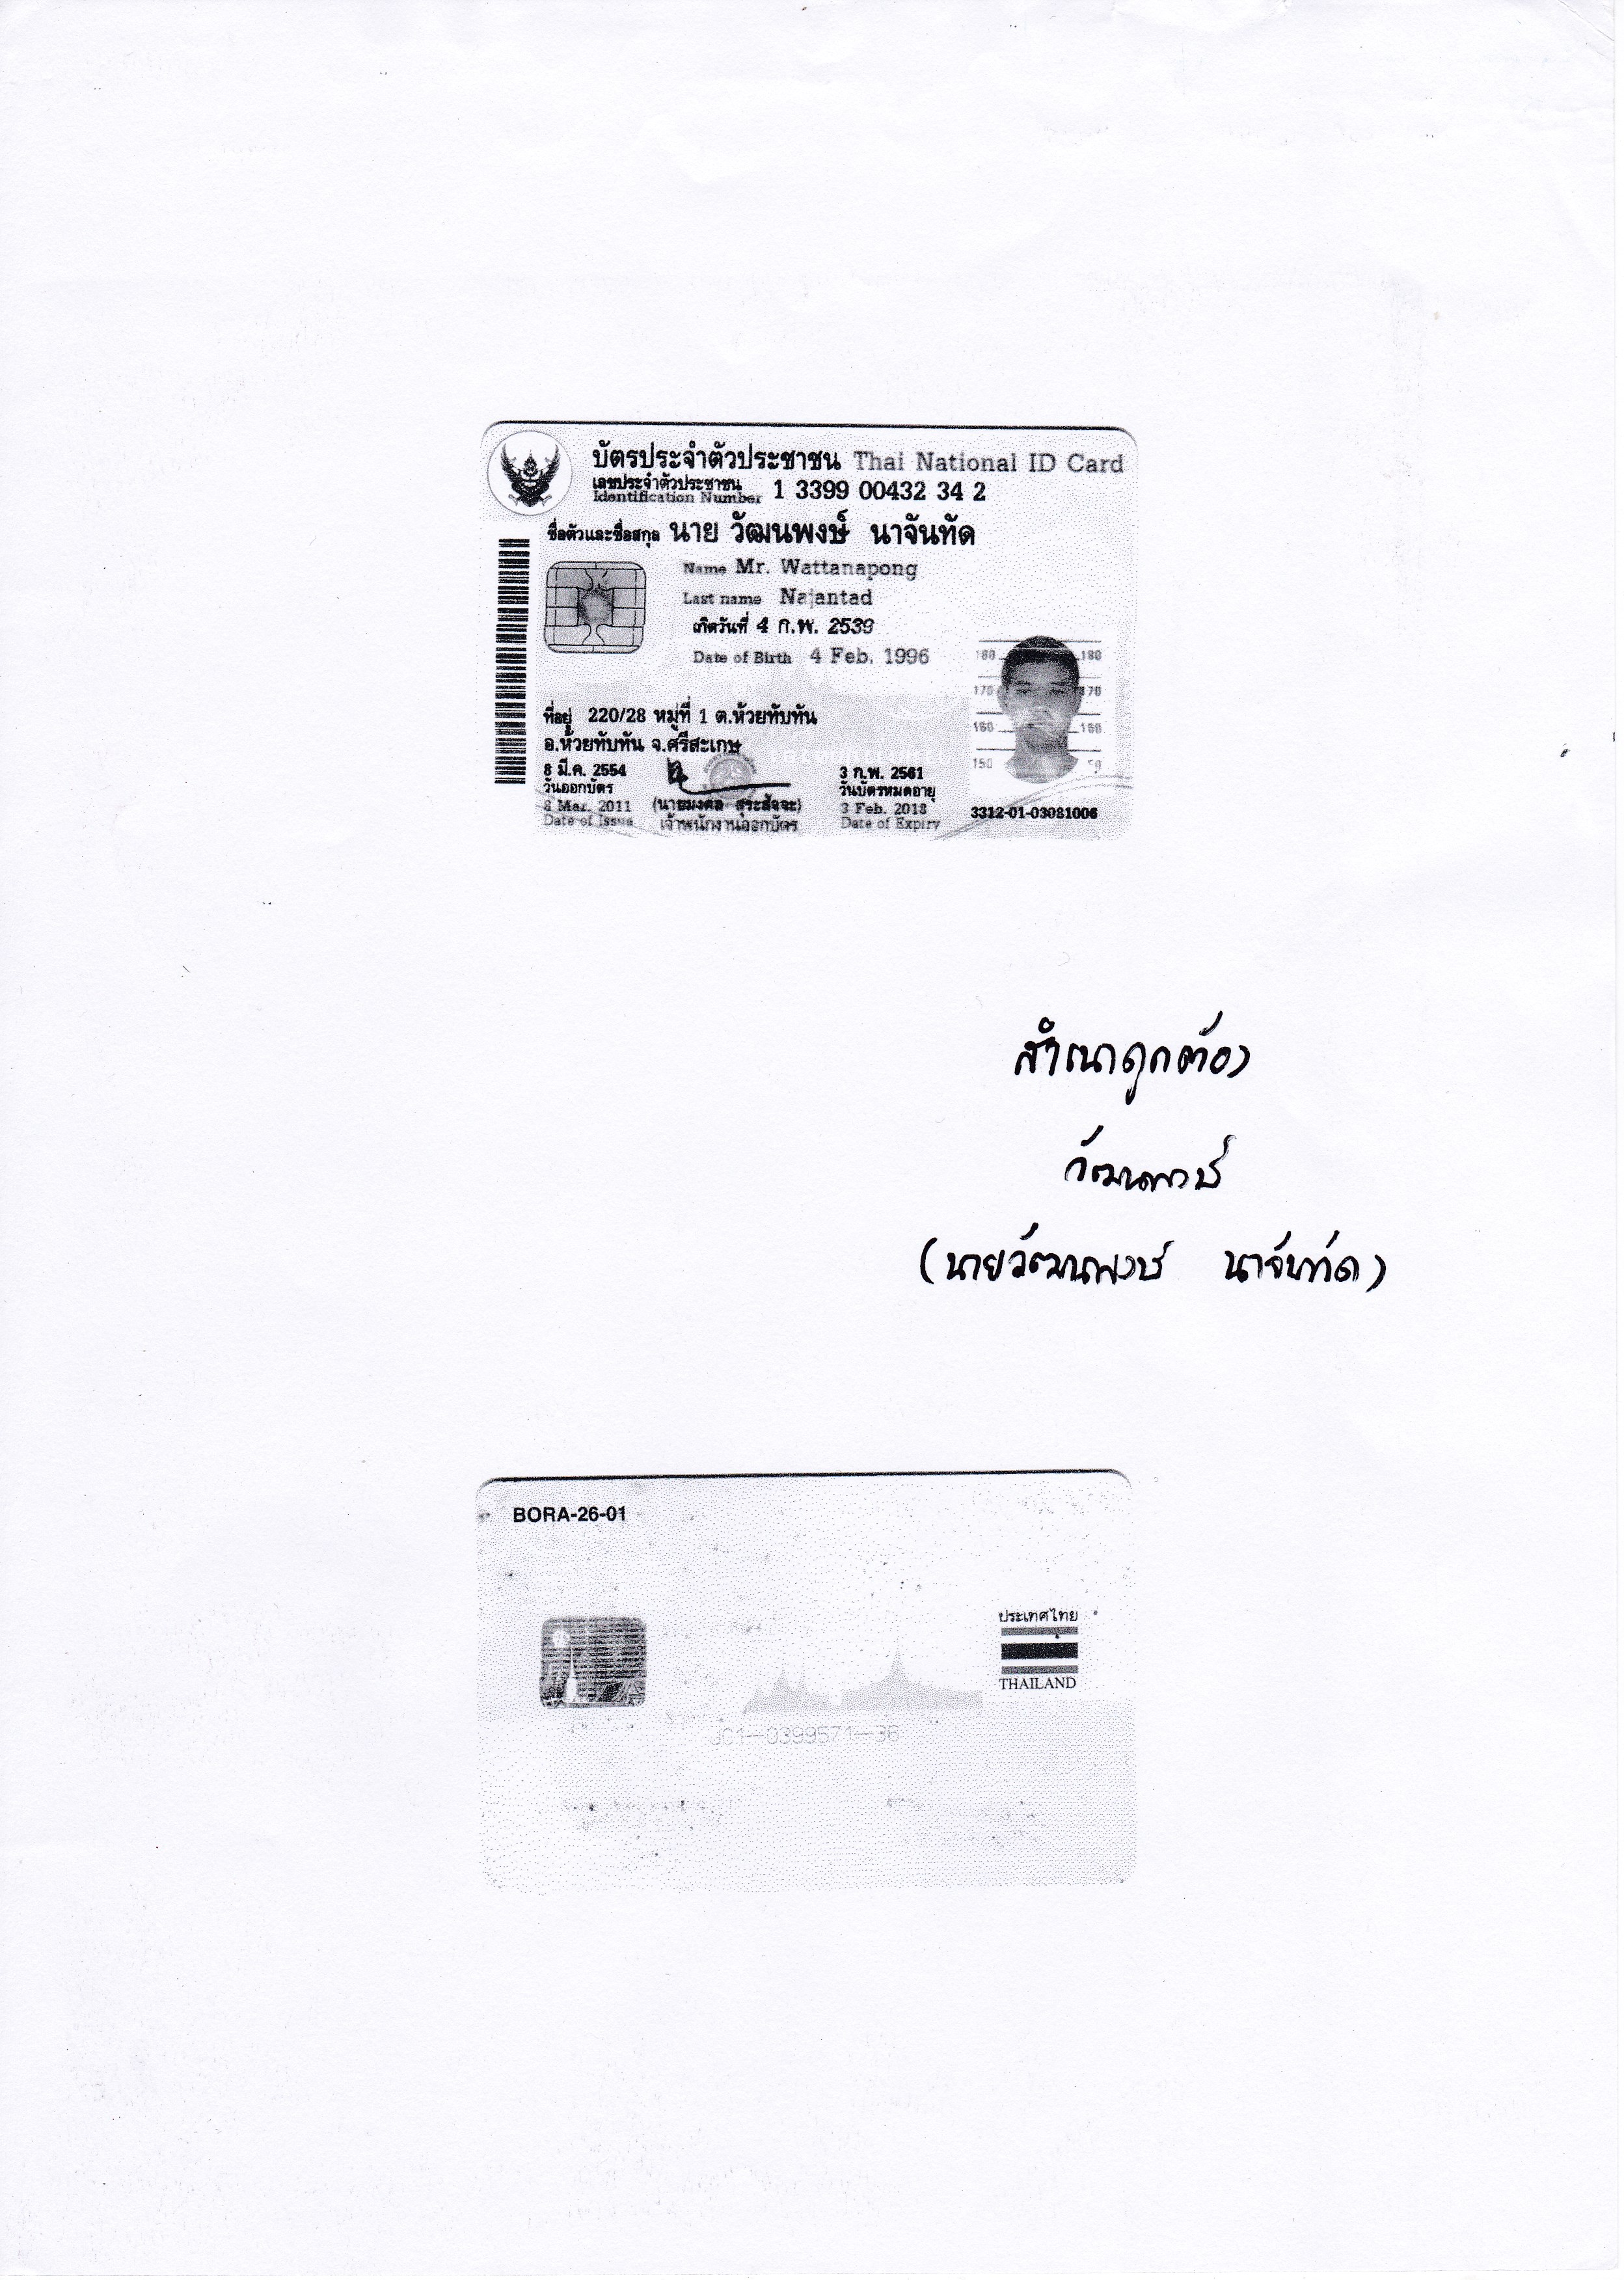 บัตรประจำตัวประชาชน Thai National ID Card
เลขประจำตัวประชาชน
Identification Number 1 3399 00432 34 2
ชื่อตัวและชื่อสกุล นาย วัฒนพงษ์ นาจันทัด
Name Mr. Wattanapong
Last name Najantad
เกิดวันที่ 4 ก.พ. 2539
Date of Birth 4 Feb. 1996
180 180
170 170
160 160
150 50
ที่อยู่ 220/28 หมู่ที่ 1 ต.ห้วยทับทัน
อ.ห้วยทับทัน จ.ศรีสะเกษ
8 มี.ค. 2554
วันออกบัตร
8 Mar. 2011
Date of Issue
(นายมงคล สุระสัจจะ)
เจ้าพนักงานออกบัตร
3 ก.พ. 2561
วันบัตรหมดอายุ
3 Feb. 2018
Date of Expiry
3312-01-03081006
สำเนาถูกต้อง
วัฒนพงษ์
(นายวัฒนพงษ์ นาจันทัด)
BORA-26-01
ประเทศไทย
THAILAND
JC1-0399571-36